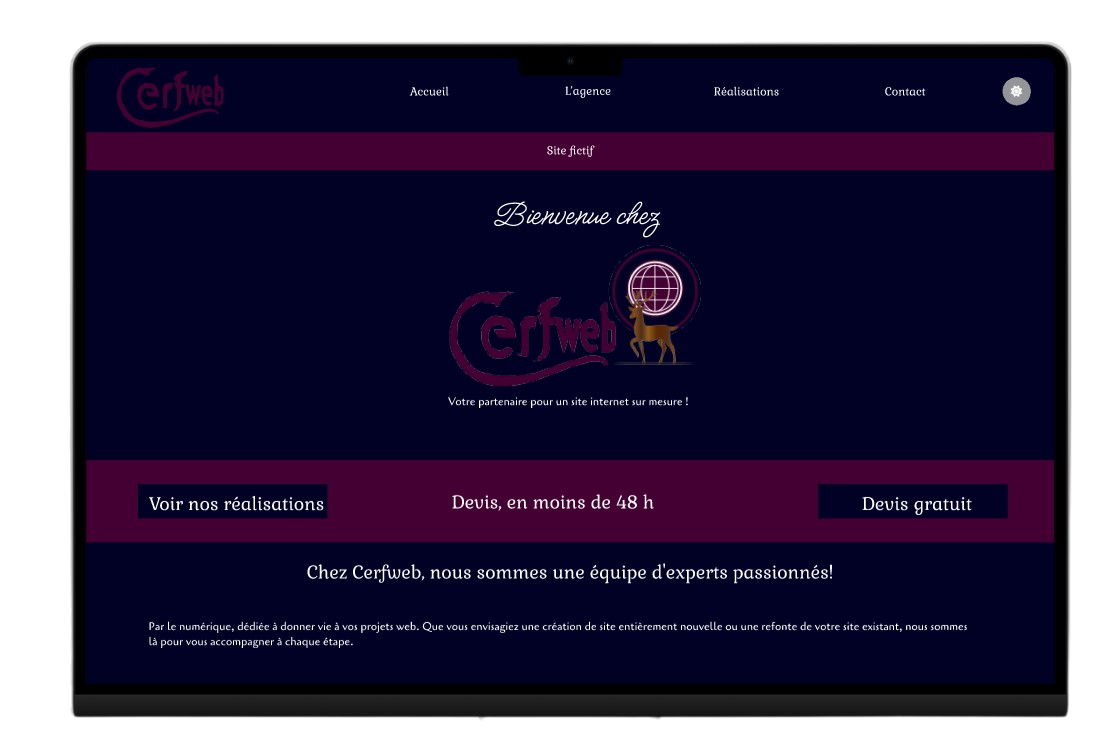 Cerfweb
Accueil L'agence Réalisations Contact
Site fictif
Bienvenue chez
Cerfweb
Votre partenaire pour un site internet sur mesure !
Voir nos réalisations Devis, en moins de 48 h Devis gratuit
Chez Cerfweb, nous sommes une équipe d'experts passionnés!
Par le numérique, dédiée à donner vie à vos projets web. Que vous envisagiez une création de site entièrement nouvelle ou une refonte de votre site existant, nous sommes
là pour vous accompagner à chaque étape.